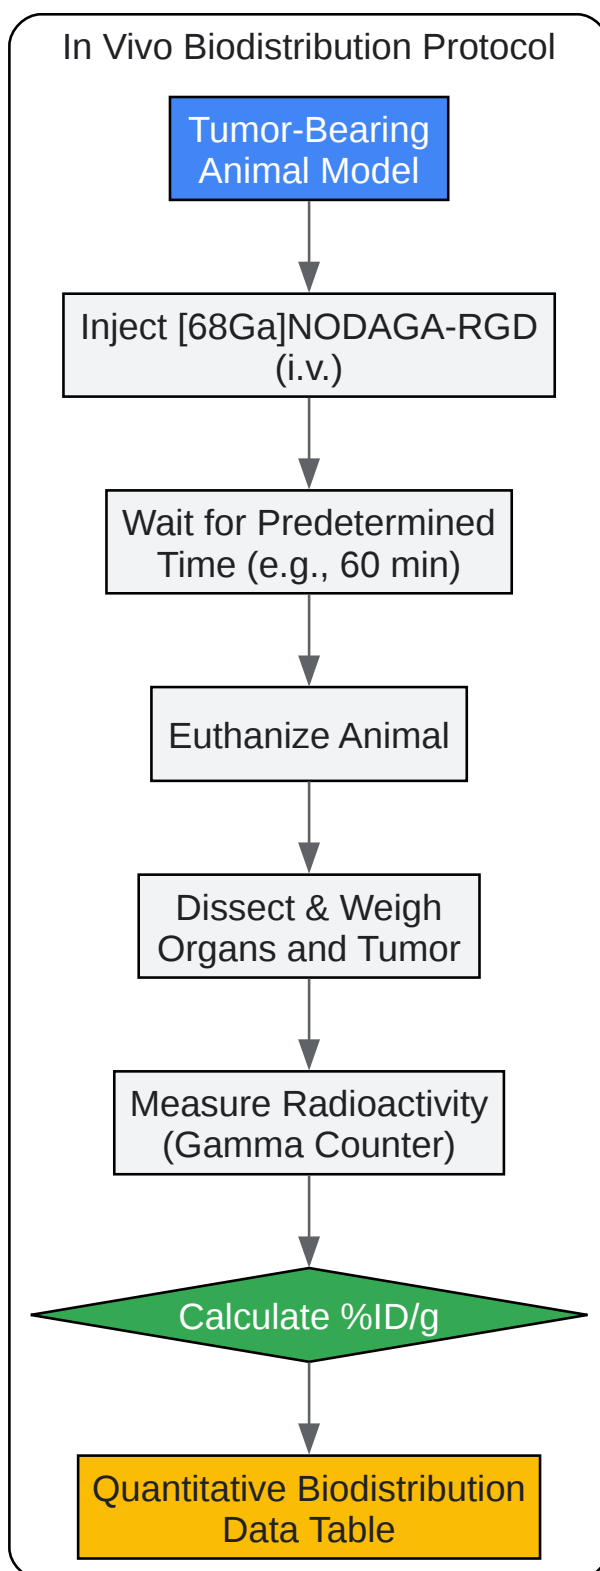 In Vivo Biodistribution Protocol
Tumor-Bearing
Animal Model
Inject [68Ga]NODAGA-RGD
(i.v.)
Wait for Predetermined
Time (e.g., 60 min)
Euthanize Animal
Dissect & Weigh
Organs and Tumor
Measure Radioactivity
(Gamma Counter)
Calculate %ID/g
Quantitative Biodistribution
Data Table